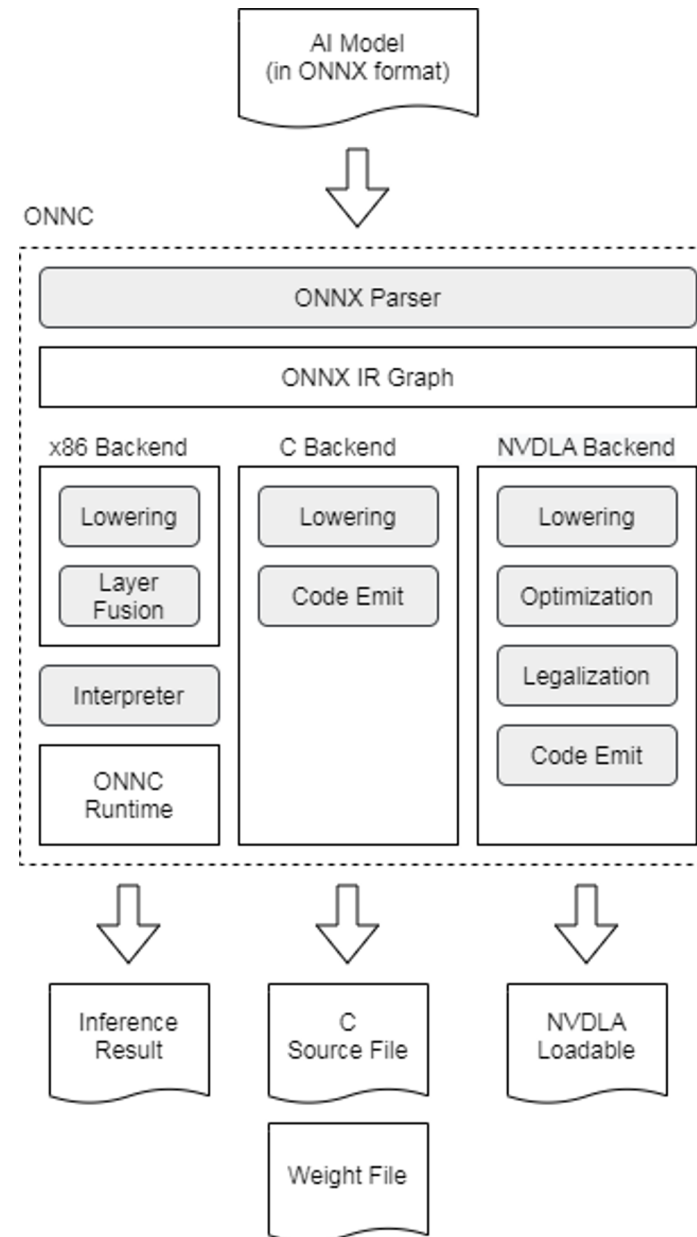 AI Model
(in ONNX format)
ONNC
ONNX Parser
ONNX IR Graph
x86 Backend
Lowering
Layer
Fusion
Interpreter
ONNC
Runtime
C Backend
Lowering
Code Emit
NVDLA Backend
Lowering
Optimization
Legalization
Code Emit
Inference
Result
C
Source File
Weight File
NVDLA
Loadable